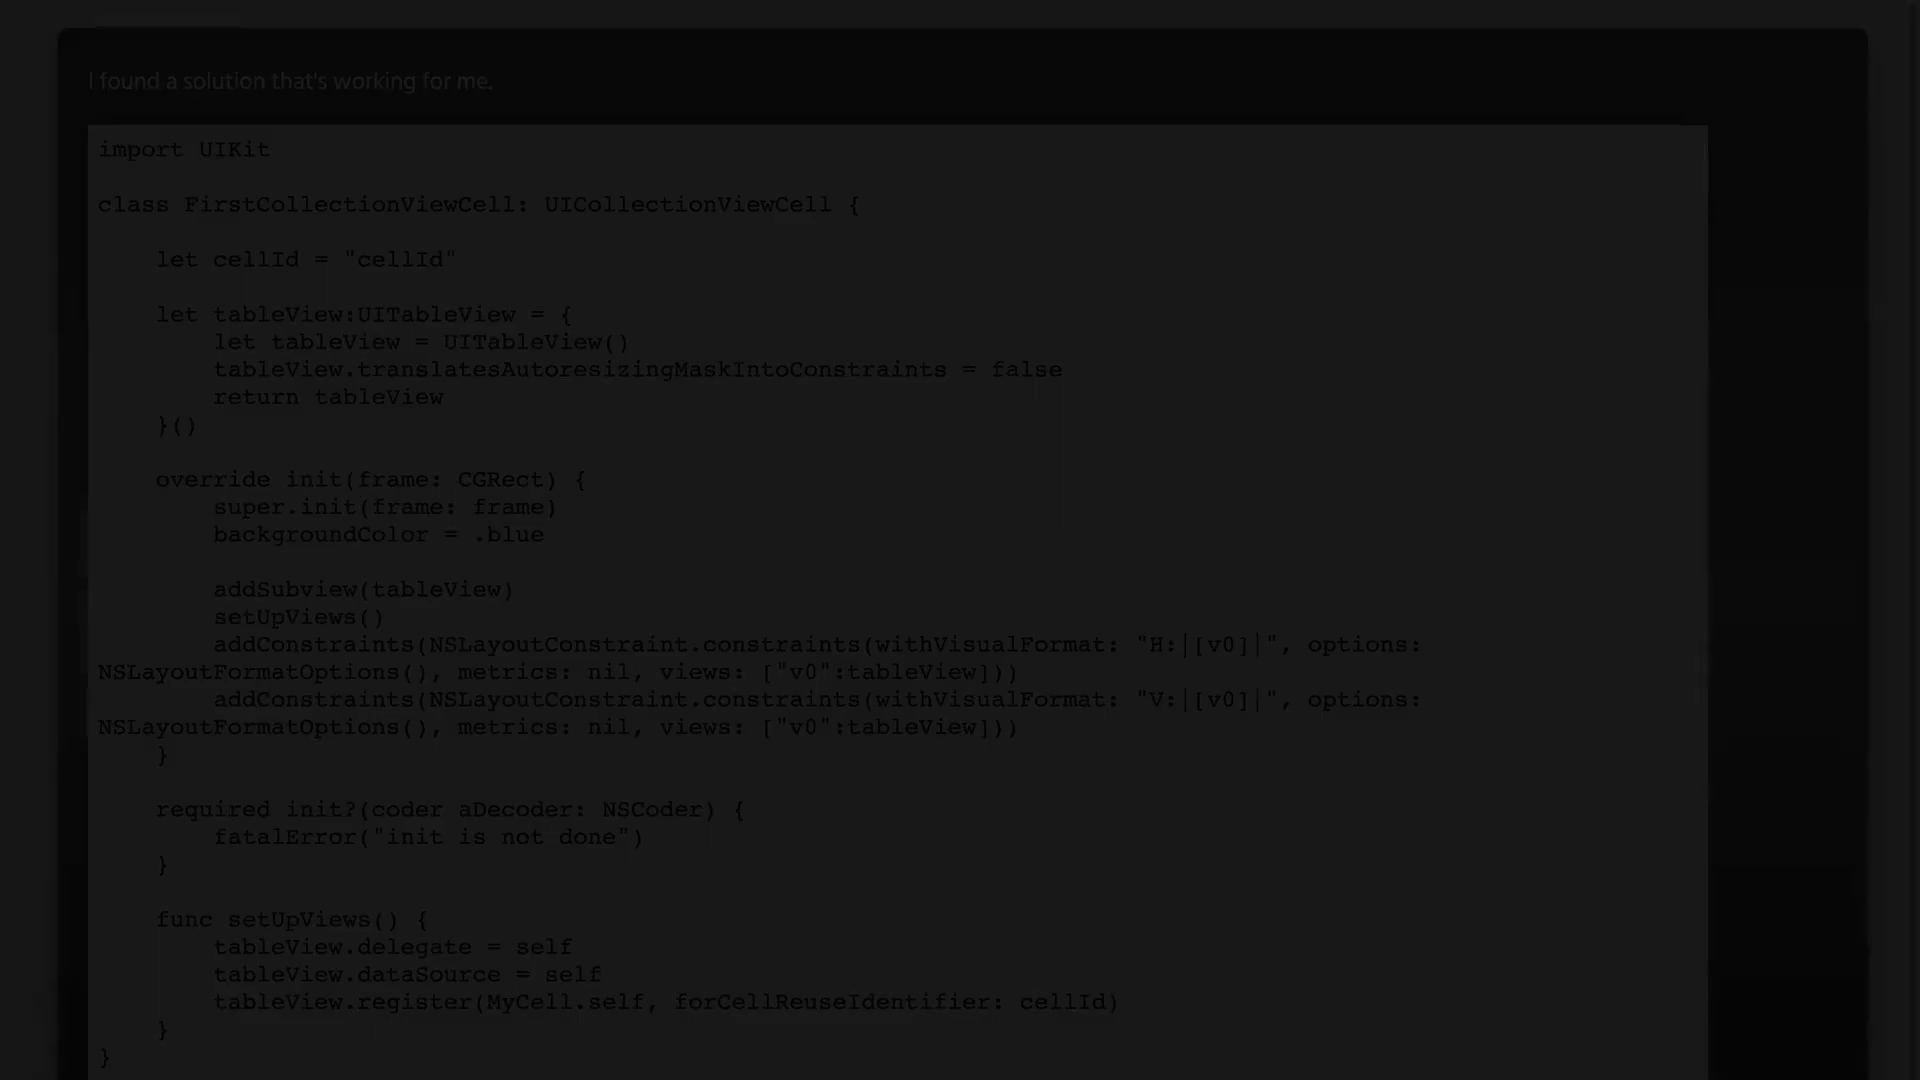 I found a solution that's working for me.
import UIKit
class FirstCollectionViewCell: UICollectionViewCell {
let cellId = "cellId"
let tableView:UITableView = {
let tableView = UITableView()
tableView.translatesAutoresizingMaskIntoConstraints = false
return tableView
}()
override init(frame: CGRect) {
super.init(frame: frame)
backgroundColor = .blue
addSubview(tableView)
setUpViews()
addConstraints(NSLayoutConstraint.constraints(withVisualFormat: "H:|[v0]|", options:
NSLayoutFormatOptions(), metrics: nil, views: ["v0":tableView]))
addConstraints(NSLayoutConstraint.constraints(withVisualFormat: "V:|[v0]|", options:
NSLayoutFormatOptions(), metrics: nil, views: ["v0":tableView]))
}
required init?(coder aDecoder: NSCoder) {
fatalError("init is not done")
}
func setUpViews() {
tableView.delegate = self
tableView.dataSource = self
tableView.register(MyCell.self, forCellReuseIdentifier: cellId)
}
}